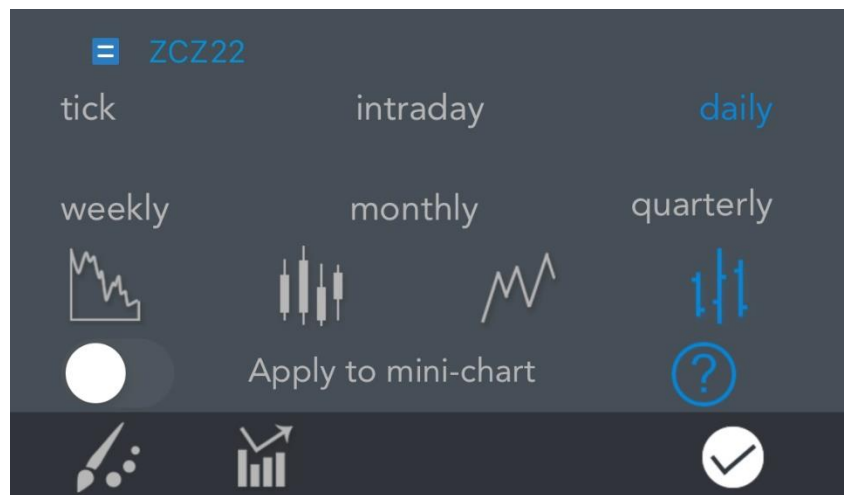 ZCZ22
tick intraday daily
weekly monthly quarterly
Apply to mini-chart ?